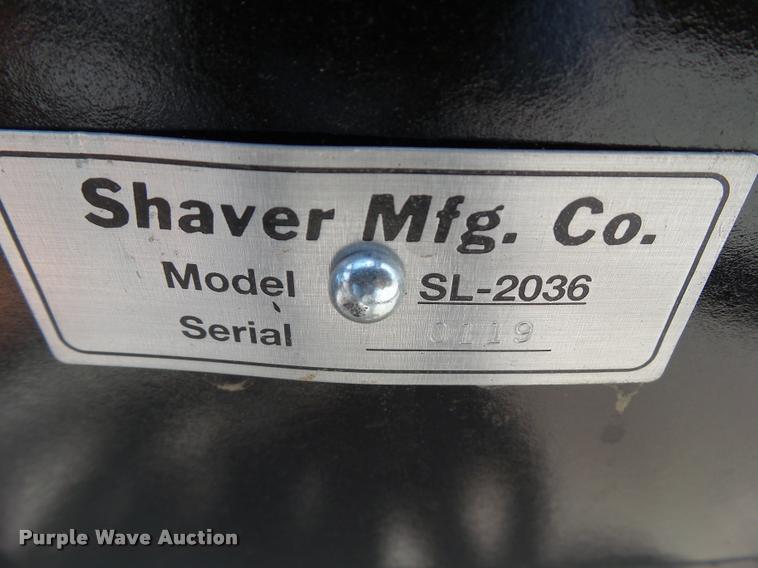 Shaver Mfg. Co.
Model SL-2036
Serial 0119
Purple Wave Auction